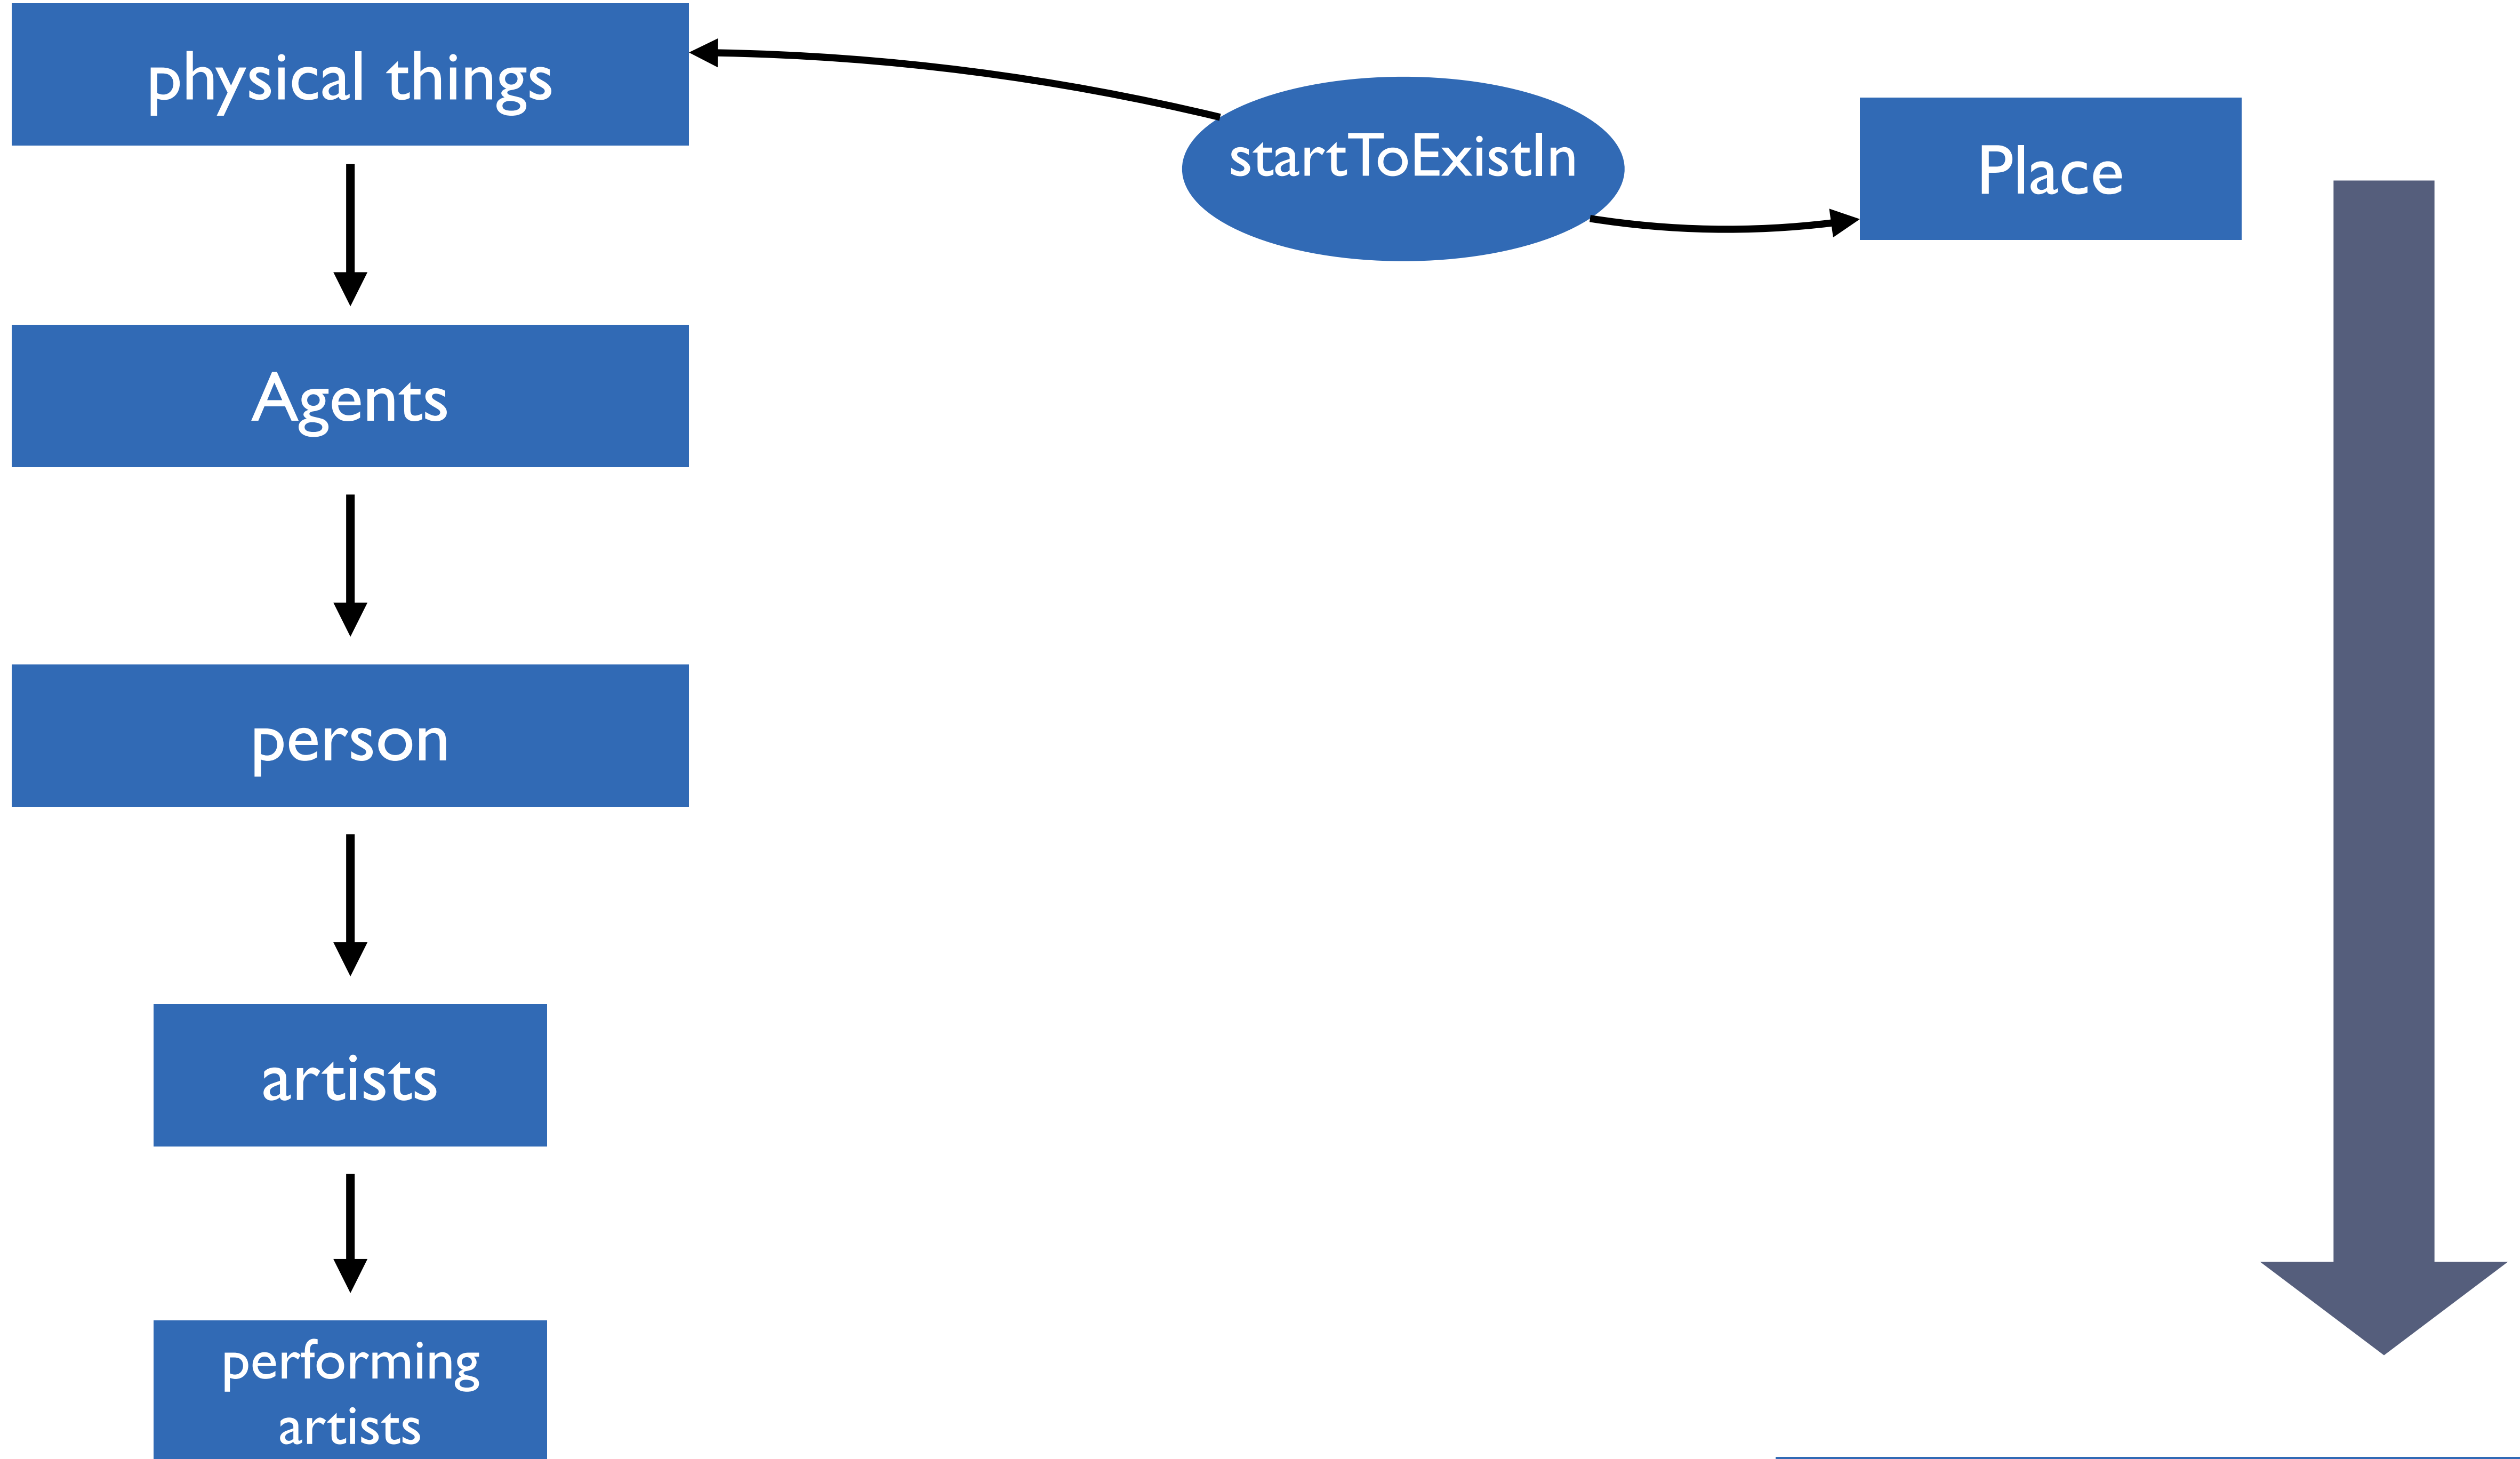 physical things
startToExistIn
Place
Agents
person
artists
performing
artists